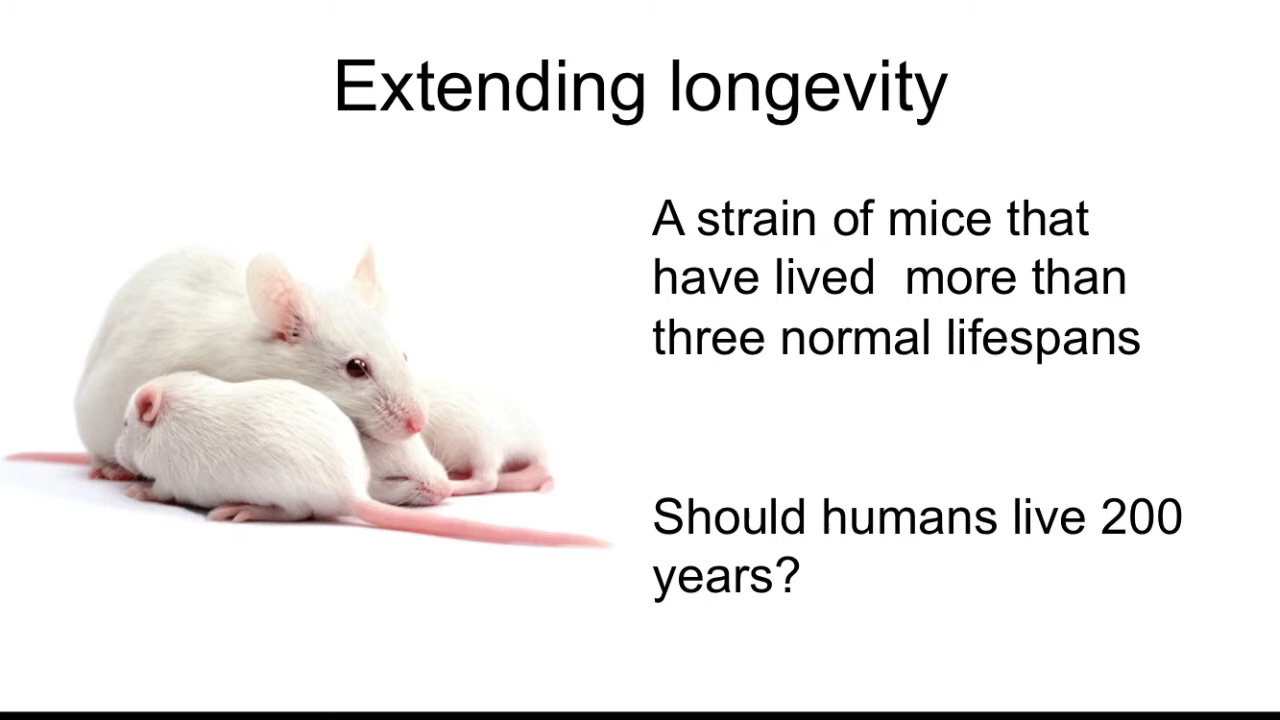 Extending longevity
A strain of mice that
have lived  more than
three normal lifespans
Should humans live 200
years?